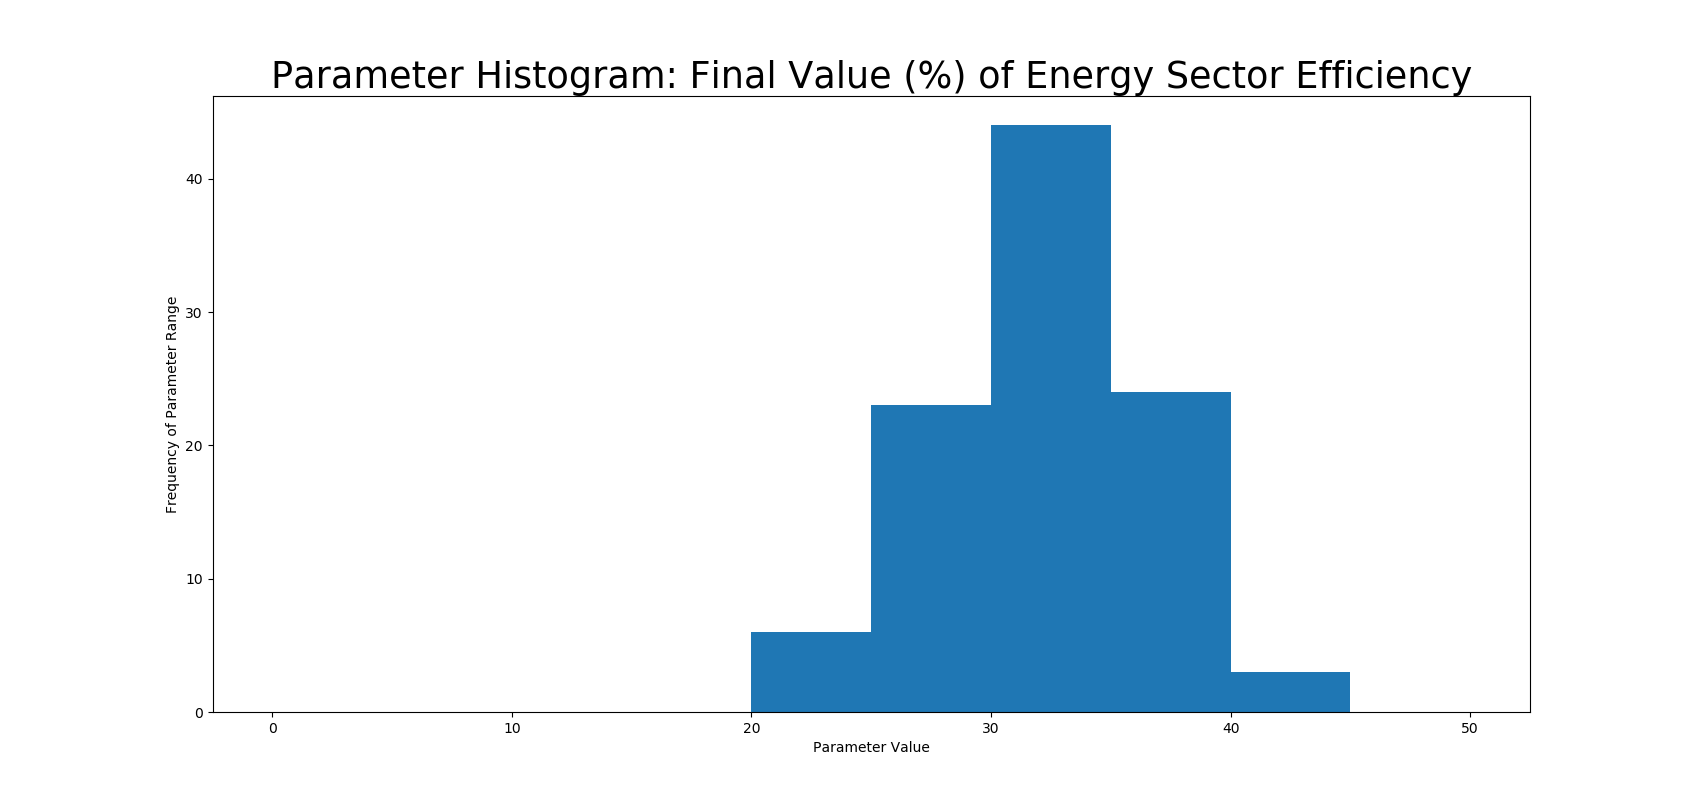 Parameter Histogram: Final Value (%) of Energy Sector Efficiency
Frequency of Parameter Range
40
30
20
10
0
0 10 20 30 40 50
Parameter Value